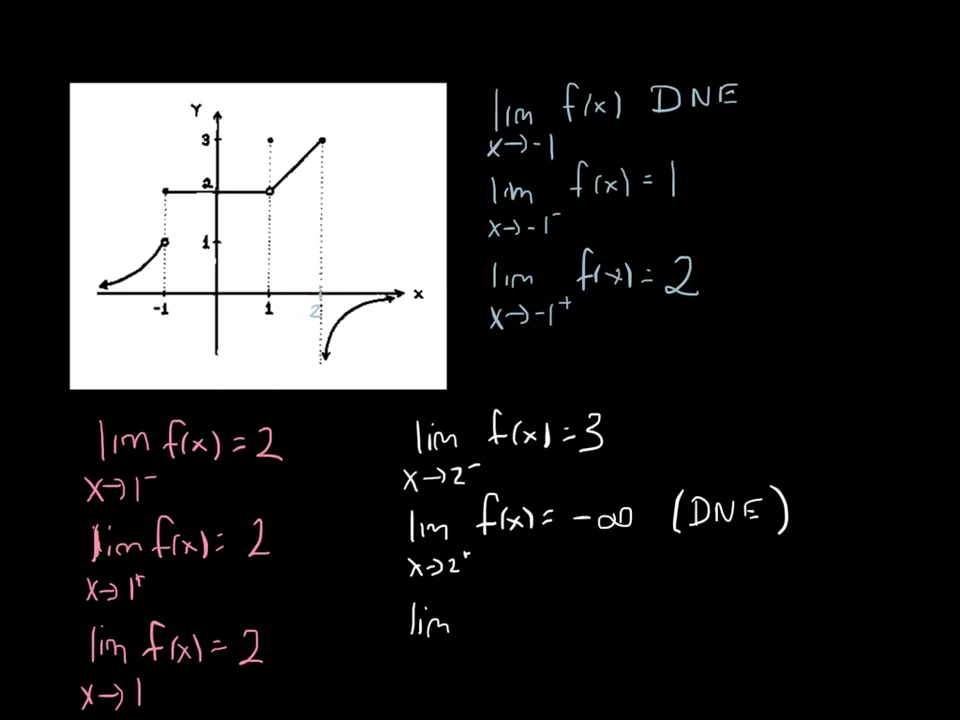 Y
3
2
1
-1
1
2
x
lim f(x) DNE
x→-1
lim f(x) = 1
x→-1⁻
lim f(x) = 2
x→-1⁺
lim f(x) = 2
x→1⁻
lim f(x) = 2
x→1⁺
lim f(x) = 2
x→1
lim f(x) = 3
x→2⁻
lim f(x) = -∞ (DNE)
x→2⁺
lim